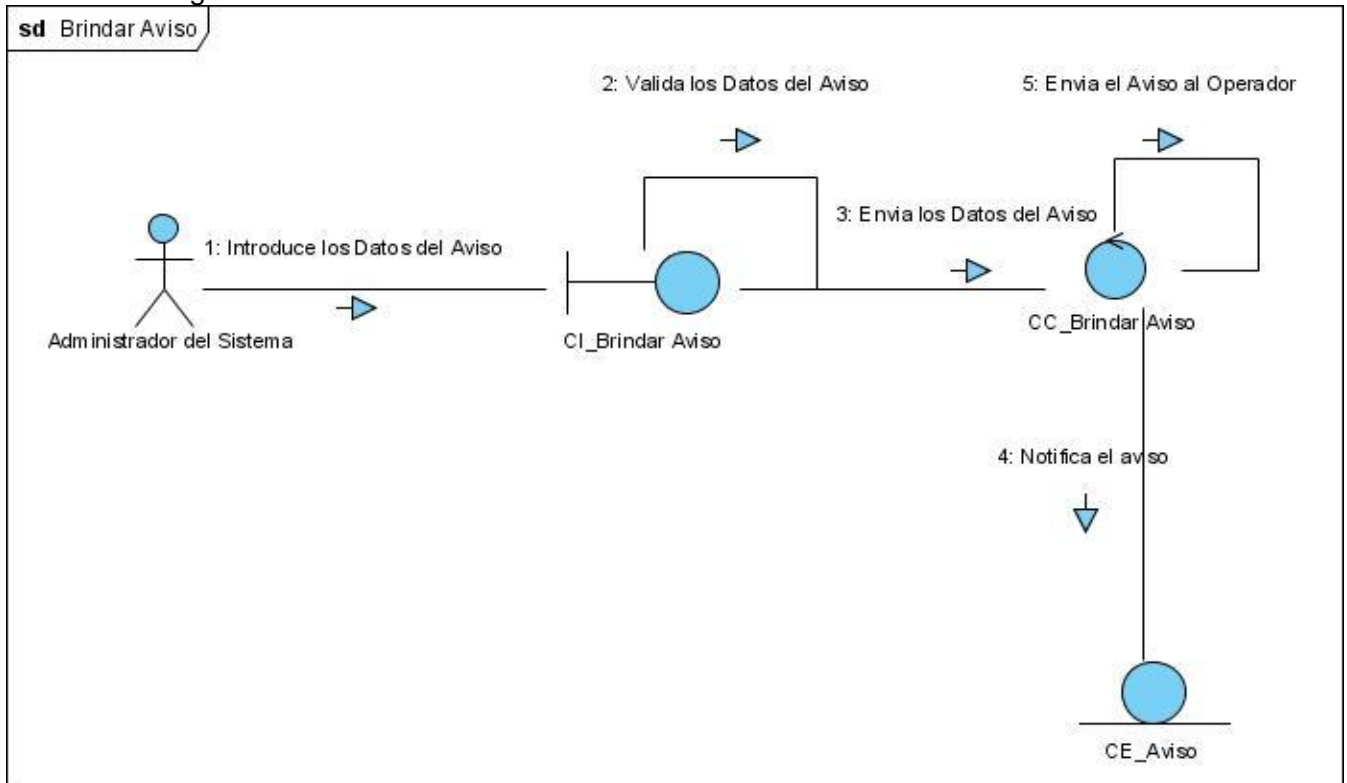 sd Brindar Aviso
2: Valida los Datos del Aviso
5: Envia el Aviso al Operador
3: Envia los Datos del Aviso
1: Introduce los Datos del Aviso
Administrador del Sistema
CI_Brindar Aviso
CC_Brindar Aviso
4: Notifica el aviso
CE_Aviso